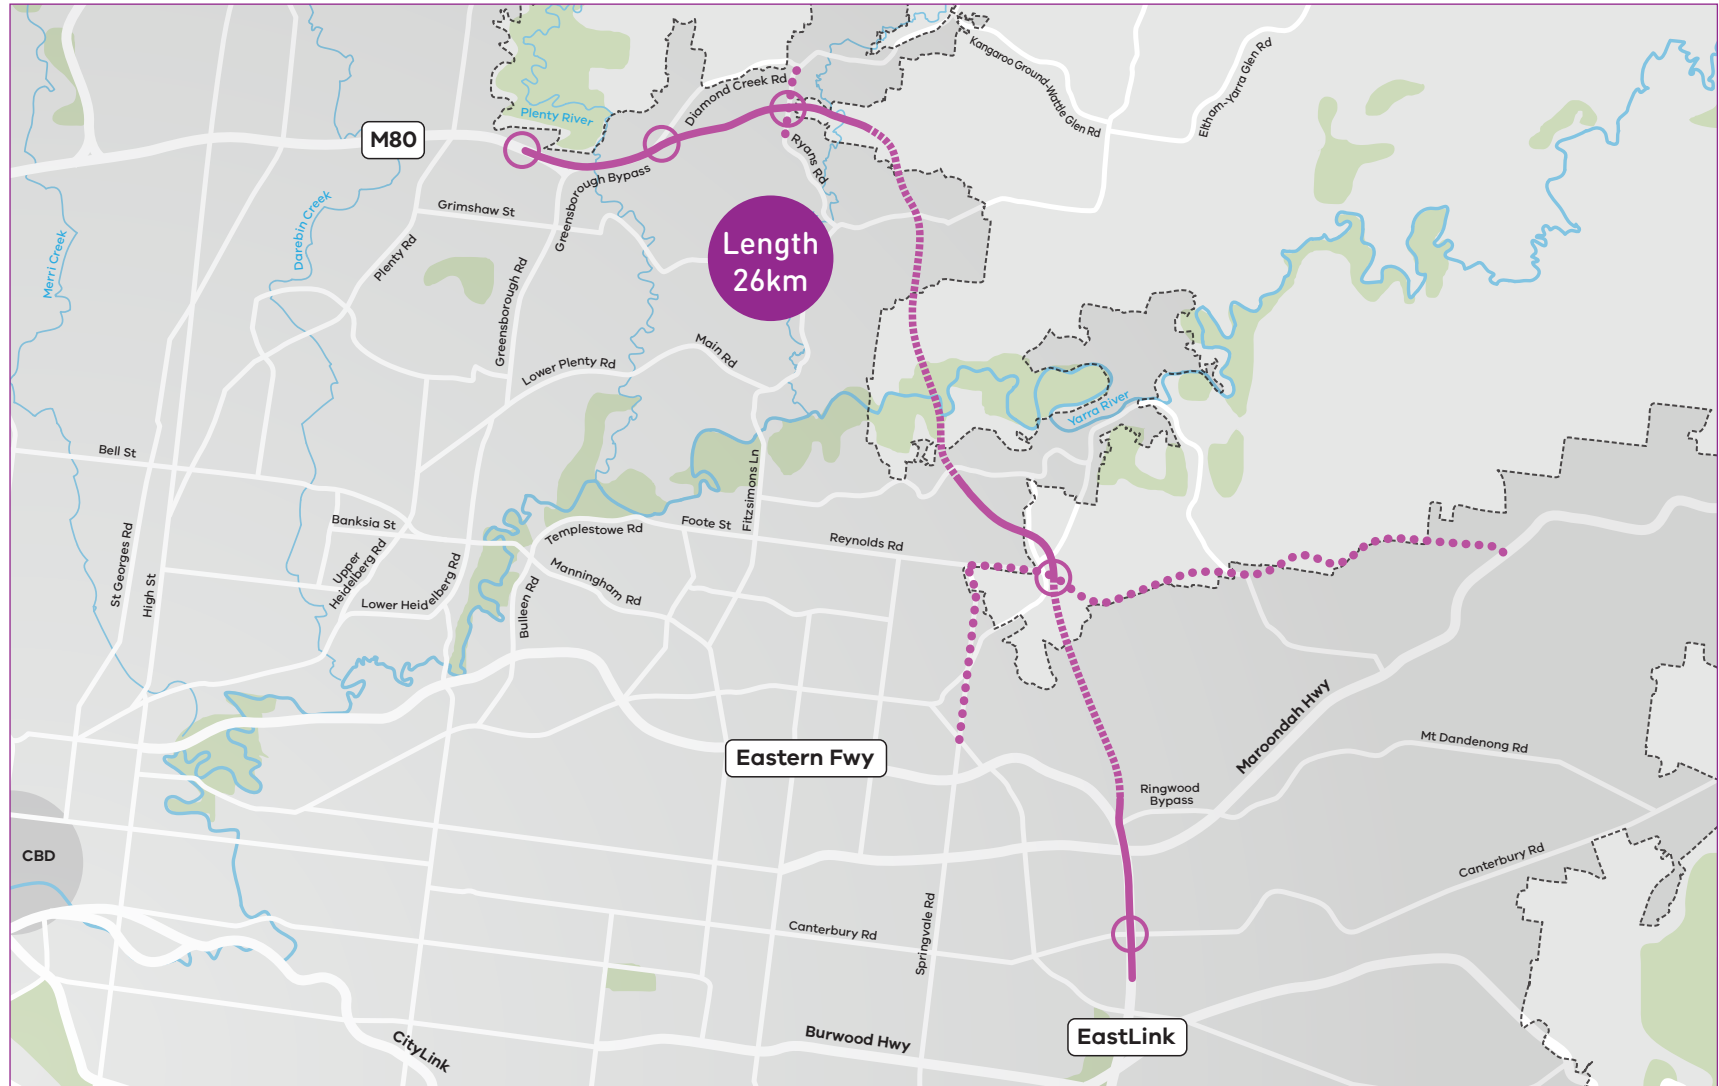 Kangaroo Ground-Wattle Glen Rd
Eltham-Yarra Glen Rd
Diamond Creek Rd
Plenty River
M80
Ryans Rd
Greensborough Bypass
Grimshaw St
Darebin Creek
Merri Creek
Plenty Rd
Length
26km
Greensborough Rd
Main Rd
Lower Plenty Rd
Yarra River
Bell St
Fitzsimons Ln
Banksia St
Templestowe Rd
Foote St
Reynolds Rd
St Georges Rd
High St
Upper
Heidelberg Rd
Lower Heidelberg Rd
Bulleen Rd
Manningham Rd
Maroondah Hwy
Mt Dandenong Rd
Eastern Fwy
Ringwood
Bypass
CBD
Canterbury Rd
Springvale Rd
Canterbury Rd
CityLink
Burwood Hwy
EastLink